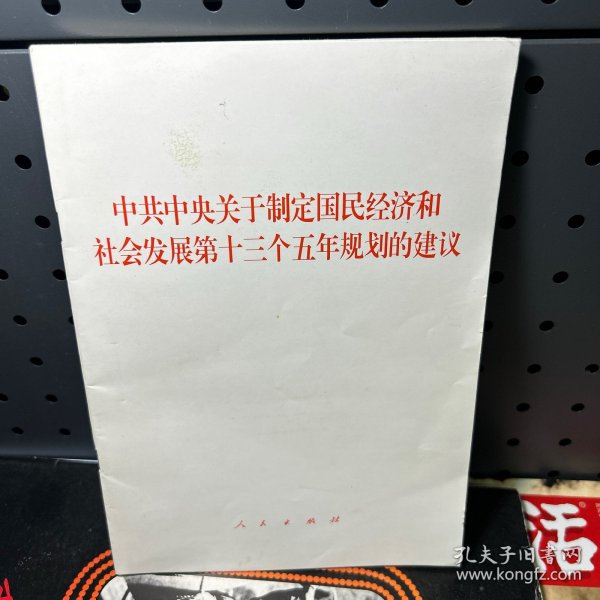 中共中央关于制定国民经济和
社会发展第十三个五年规划的建议
人民出版社
活
孔夫子旧书网
www.kongfz.com